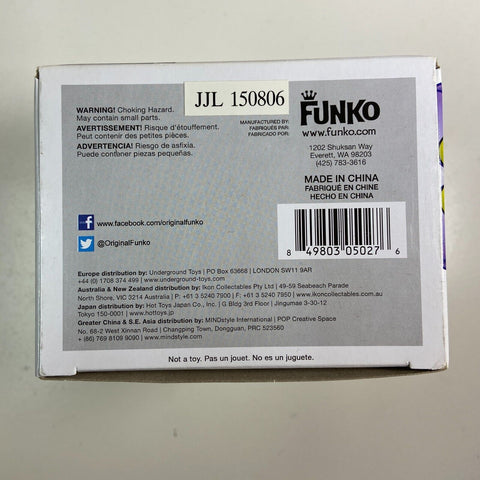 JJL 150806
WARNING! Choking Hazard.
May contain small parts.
AVERTISSEMENT! Risque d'étouffement.
Peut contenir des petites pièces.
ADVERTENCIA! Riesgo de asfixia.
Puede contener piezas pequeñas.
MANUFACTURED BY:
FABRIQUÉS PAR:
FABRICADO POR:
FUNKO
www.funko.com
1202 Shuksan Way
Everett, WA 98203
(425) 783-3616
MADE IN CHINA
FABRIQUÉ EN CHINE
HECHO EN CHINA
www.facebook.com/originalfunko
@OriginalFunko
8 49803 05027 6
Europe distribution by: Underground Toys | PO Box 63668 | LONDON SW11 9AR
+44 (0) 1708 374 499 | www.underground-toys.com
Australia & New Zealand distribution by: Ikon Collectables Pty Ltd | 49-59 Seabeach Parade
North Shore, VIC 3214 Australia | P: +61 3 5240 7900 | F: +61 3 5240 7950 | www.ikoncollectables.com
Japan distribution by: Hot Toys Japan Co., Inc. | G Bldg 3rd Floor | Jingumae 3-30-12
Tokyo 150-0001 | www.hottoys.jp
Greater China & S.E. Asia distribution by: MINDstyle International | POP Creative Space
No. 68-2 West Xinnan Road | Changping Town, Dongguan, PRC 523560
+ (86) 769 8109 9090 | www.mindstyle.com
Not a toy. Pas un jouet. No es un juguete.